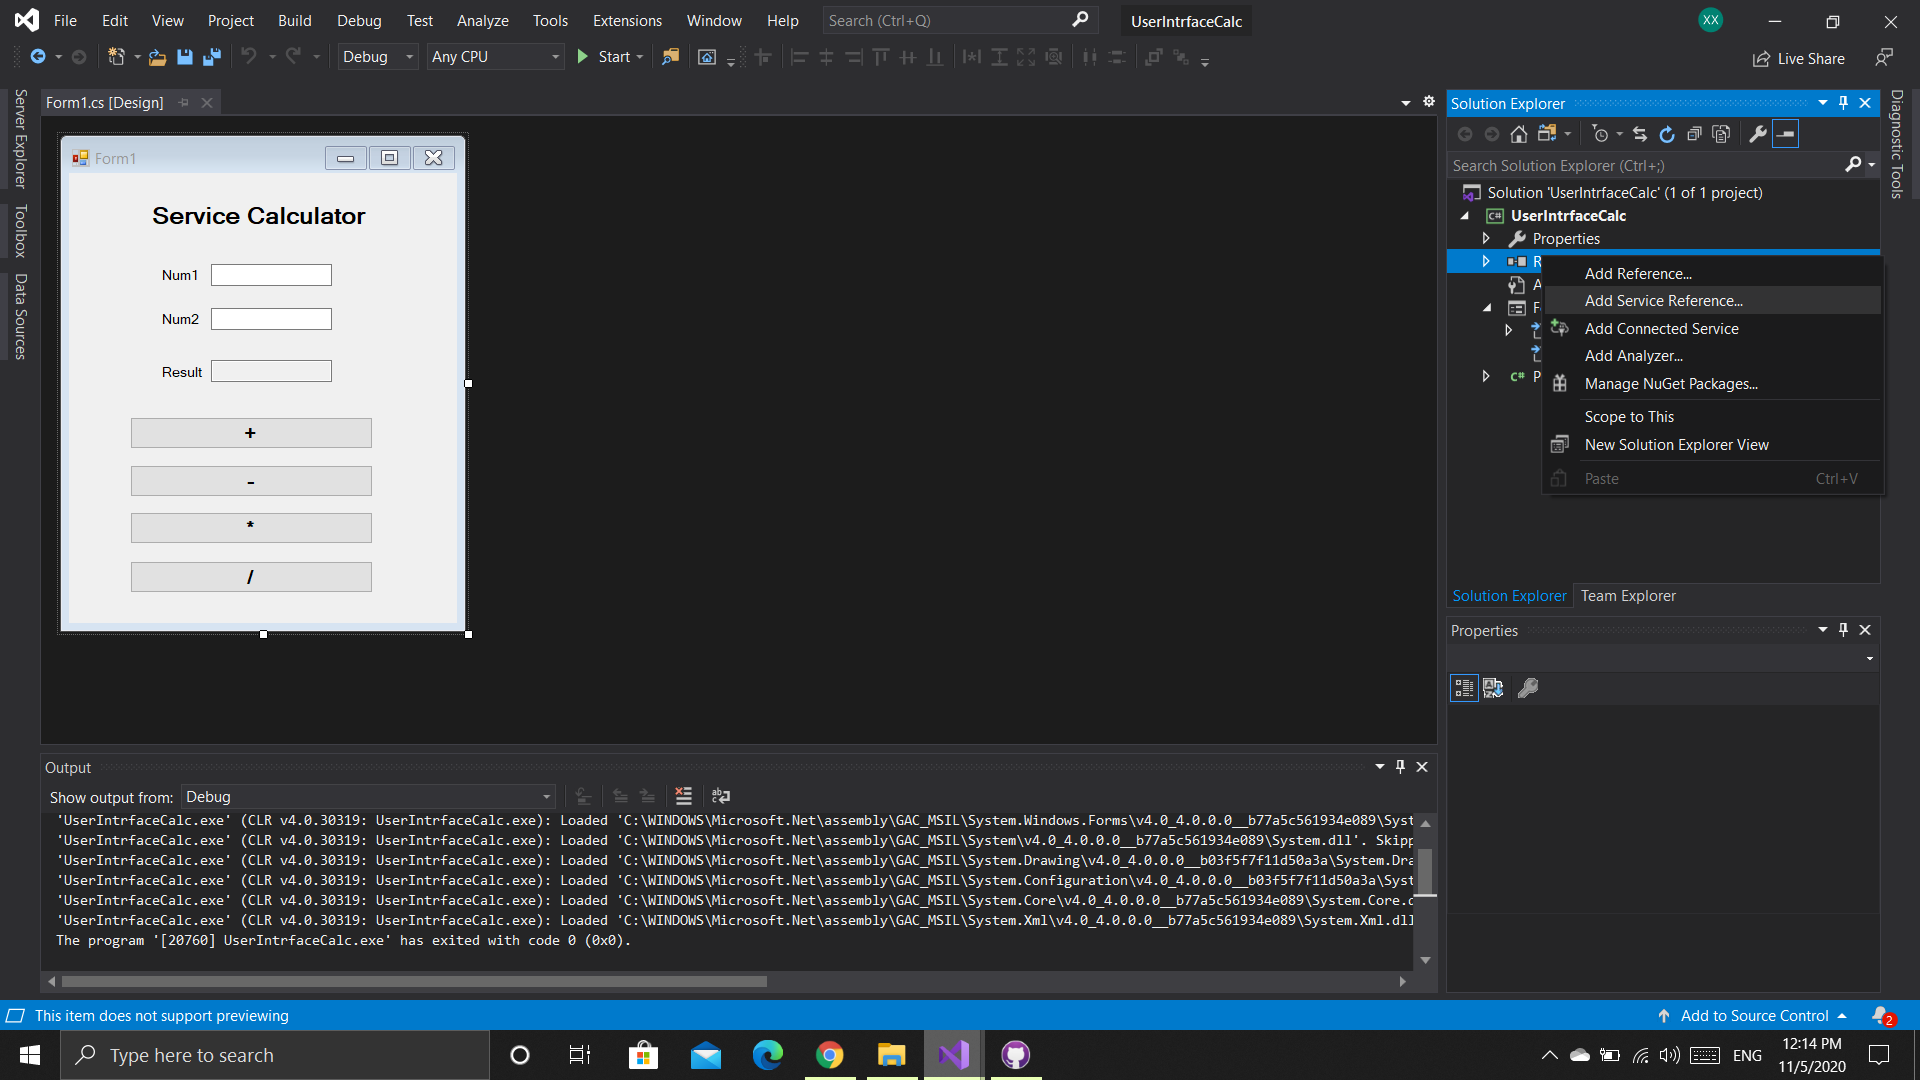 File Edit View Project Build Debug Test Analyze Tools Extensions Window Help Search (Ctrl+Q) UserIntrfaceCalc XX
Debug Any CPU Start Live Share
Server Explorer
Toolbox
Data Sources
Form1.cs [Design]
Form1
Service Calculator
Num1
Num2
Result
+
-
*
/
Solution Explorer
Search Solution Explorer (Ctrl+;)
Solution 'UserIntrfaceCalc' (1 of 1 project)
C# UserIntrfaceCalc
Properties
R
A
F
C# P
Add Reference...
Add Service Reference...
Add Connected Service
Add Analyzer...
Manage NuGet Packages...
Scope to This
New Solution Explorer View
Paste Ctrl+V
Solution Explorer Team Explorer
Properties
Diagnostic Tools
Output
Show output from: Debug
'UserIntrfaceCalc.exe' (CLR v4.0.30319: UserIntrfaceCalc.exe): Loaded 'C:\WINDOWS\Microsoft.Net\assembly\GAC_MSIL\System.Windows.Forms\v4.0_4.0.0.0__b77a5c561934e089\Syst
'UserIntrfaceCalc.exe' (CLR v4.0.30319: UserIntrfaceCalc.exe): Loaded 'C:\WINDOWS\Microsoft.Net\assembly\GAC_MSIL\System\v4.0_4.0.0.0__b77a5c561934e089\System.dll'. Skipp
'UserIntrfaceCalc.exe' (CLR v4.0.30319: UserIntrfaceCalc.exe): Loaded 'C:\WINDOWS\Microsoft.Net\assembly\GAC_MSIL\System.Drawing\v4.0_4.0.0.0__b03f5f7f11d50a3a\System.Dra
'UserIntrfaceCalc.exe' (CLR v4.0.30319: UserIntrfaceCalc.exe): Loaded 'C:\WINDOWS\Microsoft.Net\assembly\GAC_MSIL\System.Configuration\v4.0_4.0.0.0__b03f5f7f11d50a3a\Syst
'UserIntrfaceCalc.exe' (CLR v4.0.30319: UserIntrfaceCalc.exe): Loaded 'C:\WINDOWS\Microsoft.Net\assembly\GAC_MSIL\System.Core\v4.0_4.0.0.0__b77a5c561934e089\System.Core.d
'UserIntrfaceCalc.exe' (CLR v4.0.30319: UserIntrfaceCalc.exe): Loaded 'C:\WINDOWS\Microsoft.Net\assembly\GAC_MSIL\System.Xml\v4.0_4.0.0.0__b77a5c561934e089\System.Xml.dll
The program '[20760] UserIntrfaceCalc.exe' has exited with code 0 (0x0).
This item does not support previewing Add to Source Control 2
Type here to search ENG 12:14 PM
11/5/2020